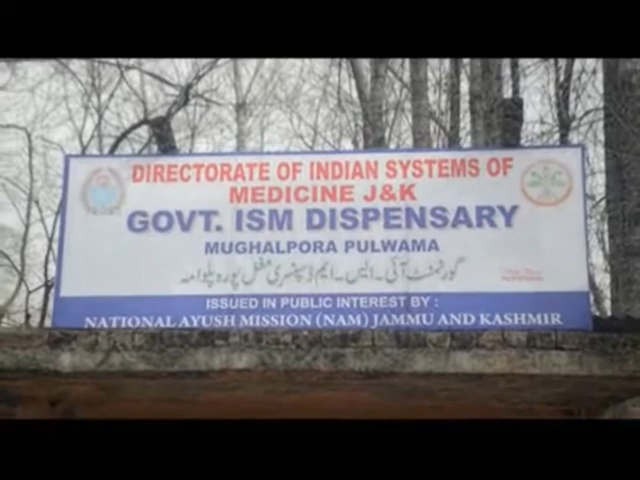 DIRECTORATE OF INDIAN SYSTEMS OF
MEDICINE J&K
GOVT. ISM DISPENSARY
MUGHALPORA PULWAMA
گورنمنٹ آئی۔ ایس۔ ایم ڈسپنسری مغل پورہ پلوامہ
ISSUED IN PUBLIC INTEREST BY :
NATIONAL AYUSH MISSION (NAM) JAMMU AND KASHMIR